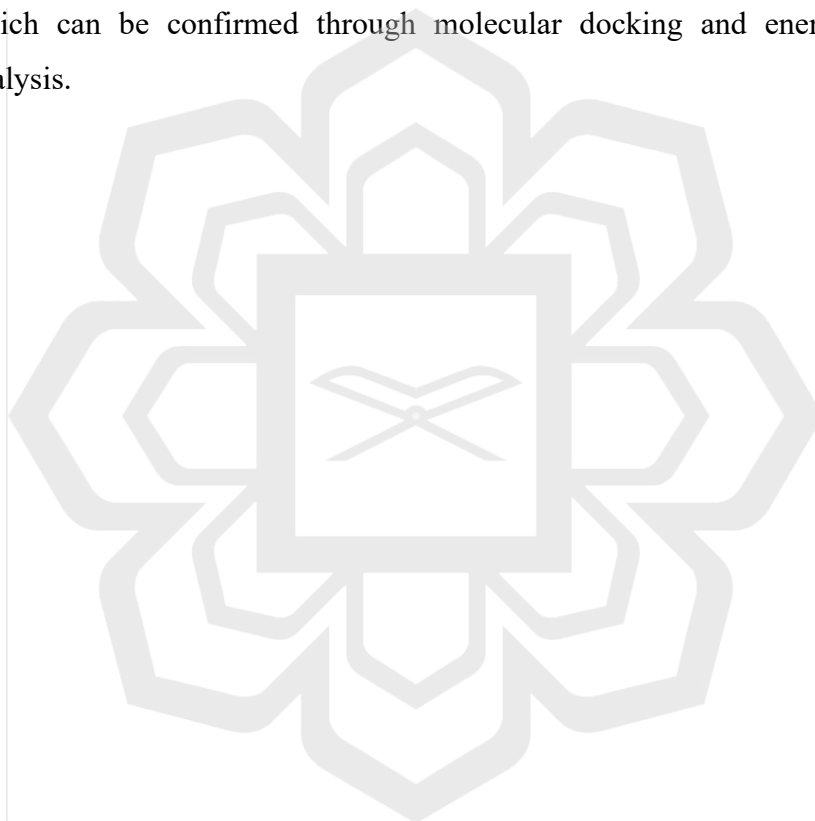 ich can be confirmed through molecular docking and ener
alysis.